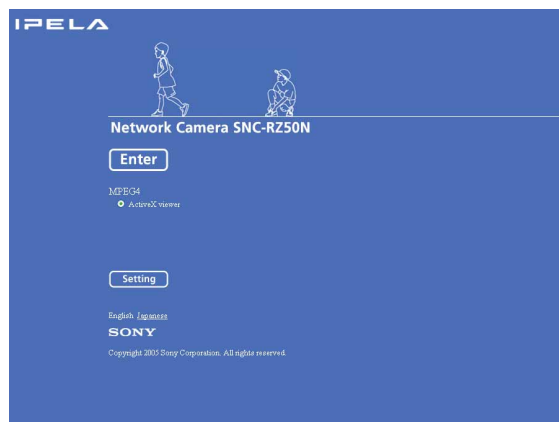 IPELA
Network Camera SNC-RZ50N
Enter
MPEG4
ActiveX viewer
Setting
English Japanese
SONY
Copyright 2005 Sony Corporation. All rights reserved.